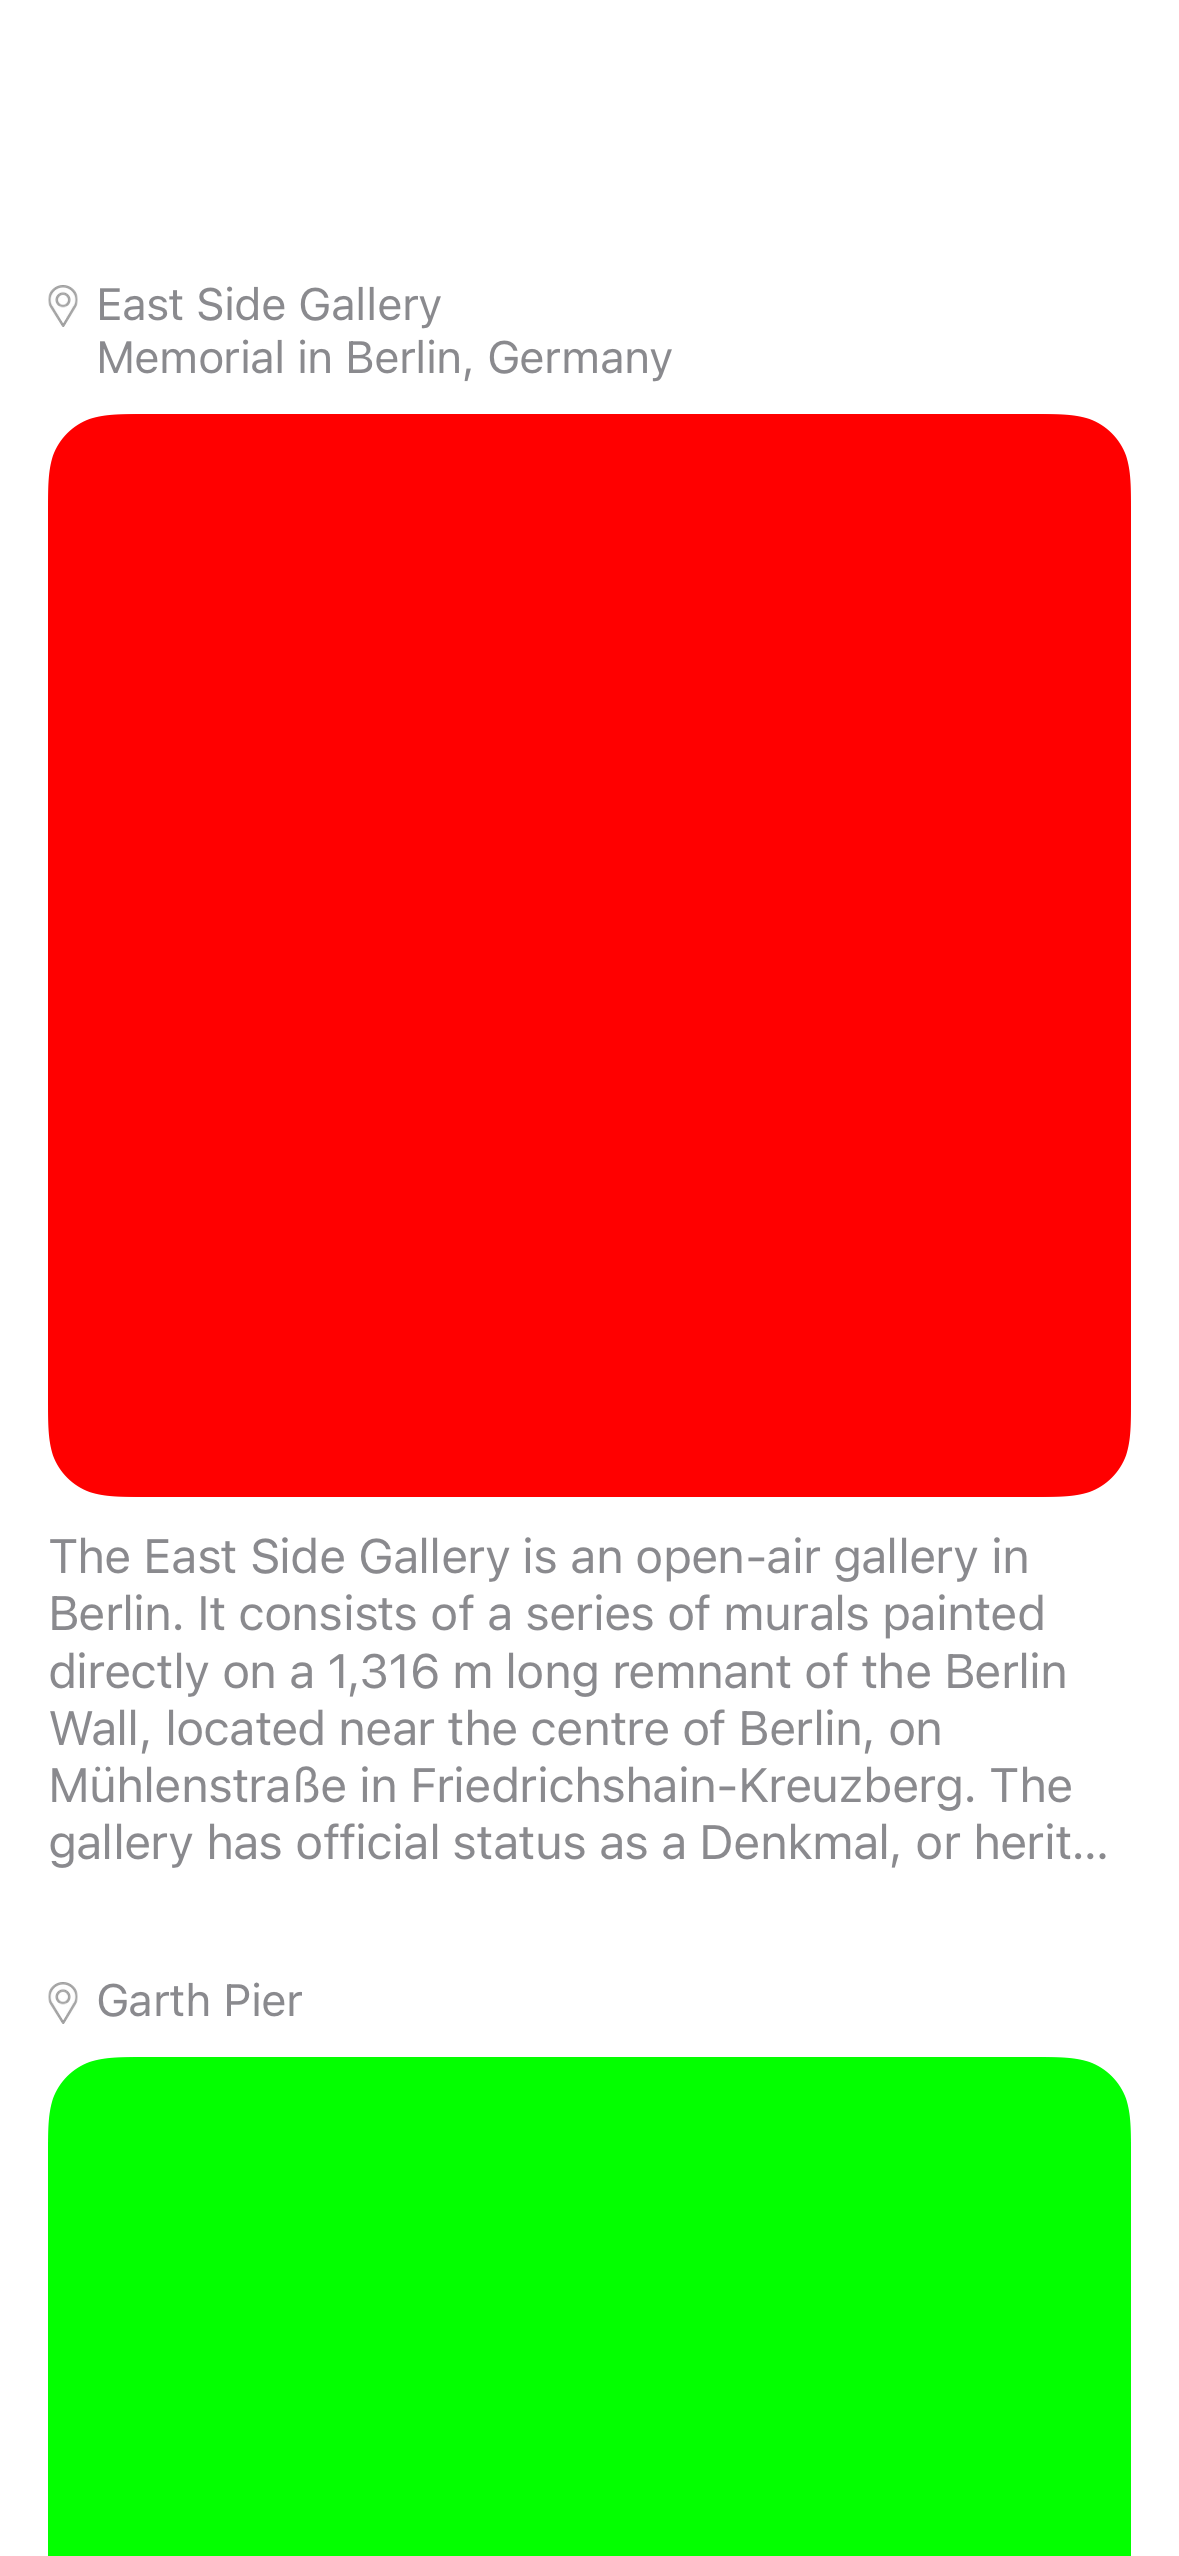 East Side Gallery
Memorial in Berlin, Germany
The East Side Gallery is an open-air gallery in
Berlin. It consists of a series of murals painted
directly on a 1,316 m long remnant of the Berlin
Wall, located near the centre of Berlin, on
Mühlenstraße in Friedrichshain-Kreuzberg. The
gallery has official status as a Denkmal, or herit...
Garth Pier